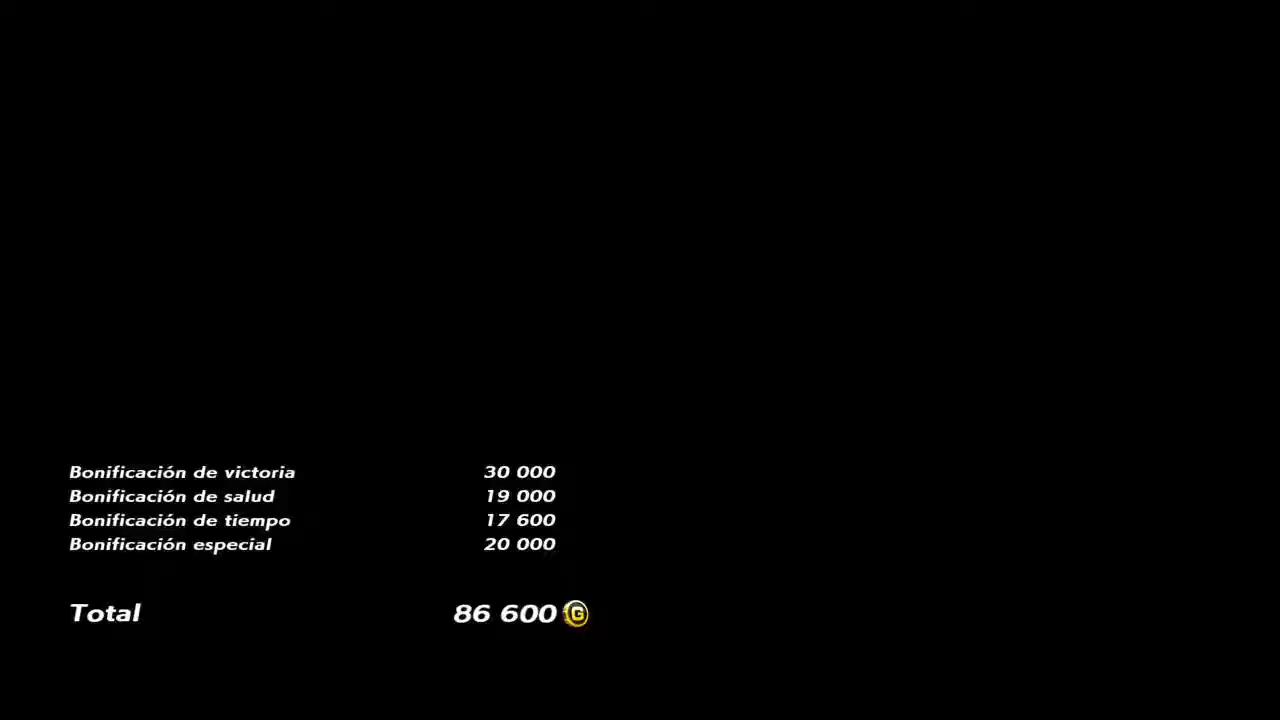 Bonificación de victoria 30 000
Bonificación de salud 19 000
Bonificación de tiempo 17 600
Bonificación especial 20 000
Total 86 600 G